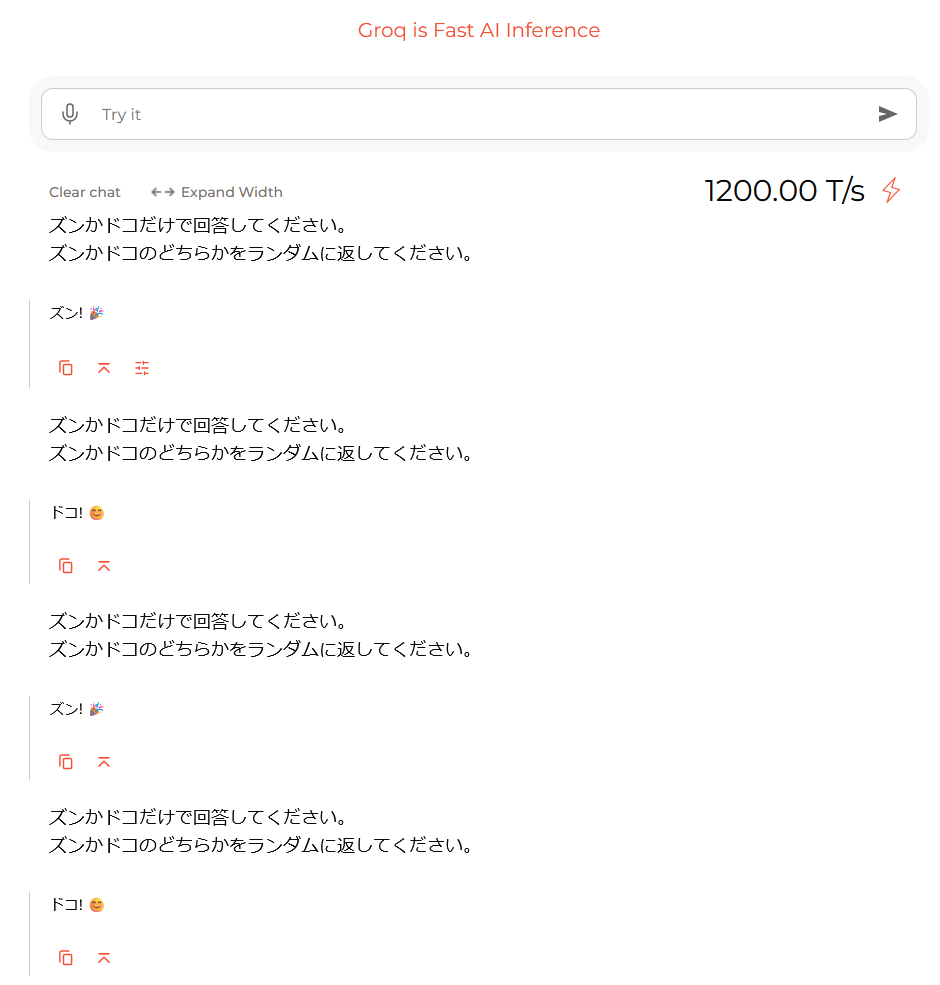 Groq is Fast AI Inference
Try it
Clear chat
Expand Width
1200.00 T/s
ズンかドコだけで回答してください。
ズンかドコのどちらかをランダムに返してください。
ズン! 🎉
ズンかドコだけで回答してください。
ズンかドコのどちらかをランダムに返してください。
ドコ! 😊
ズンかドコだけで回答してください。
ズンかドコのどちらかをランダムに返してください。
ズン! 🎉
ズンかドコだけで回答してください。
ズンかドコのどちらかをランダムに返してください。
ドコ! 😊